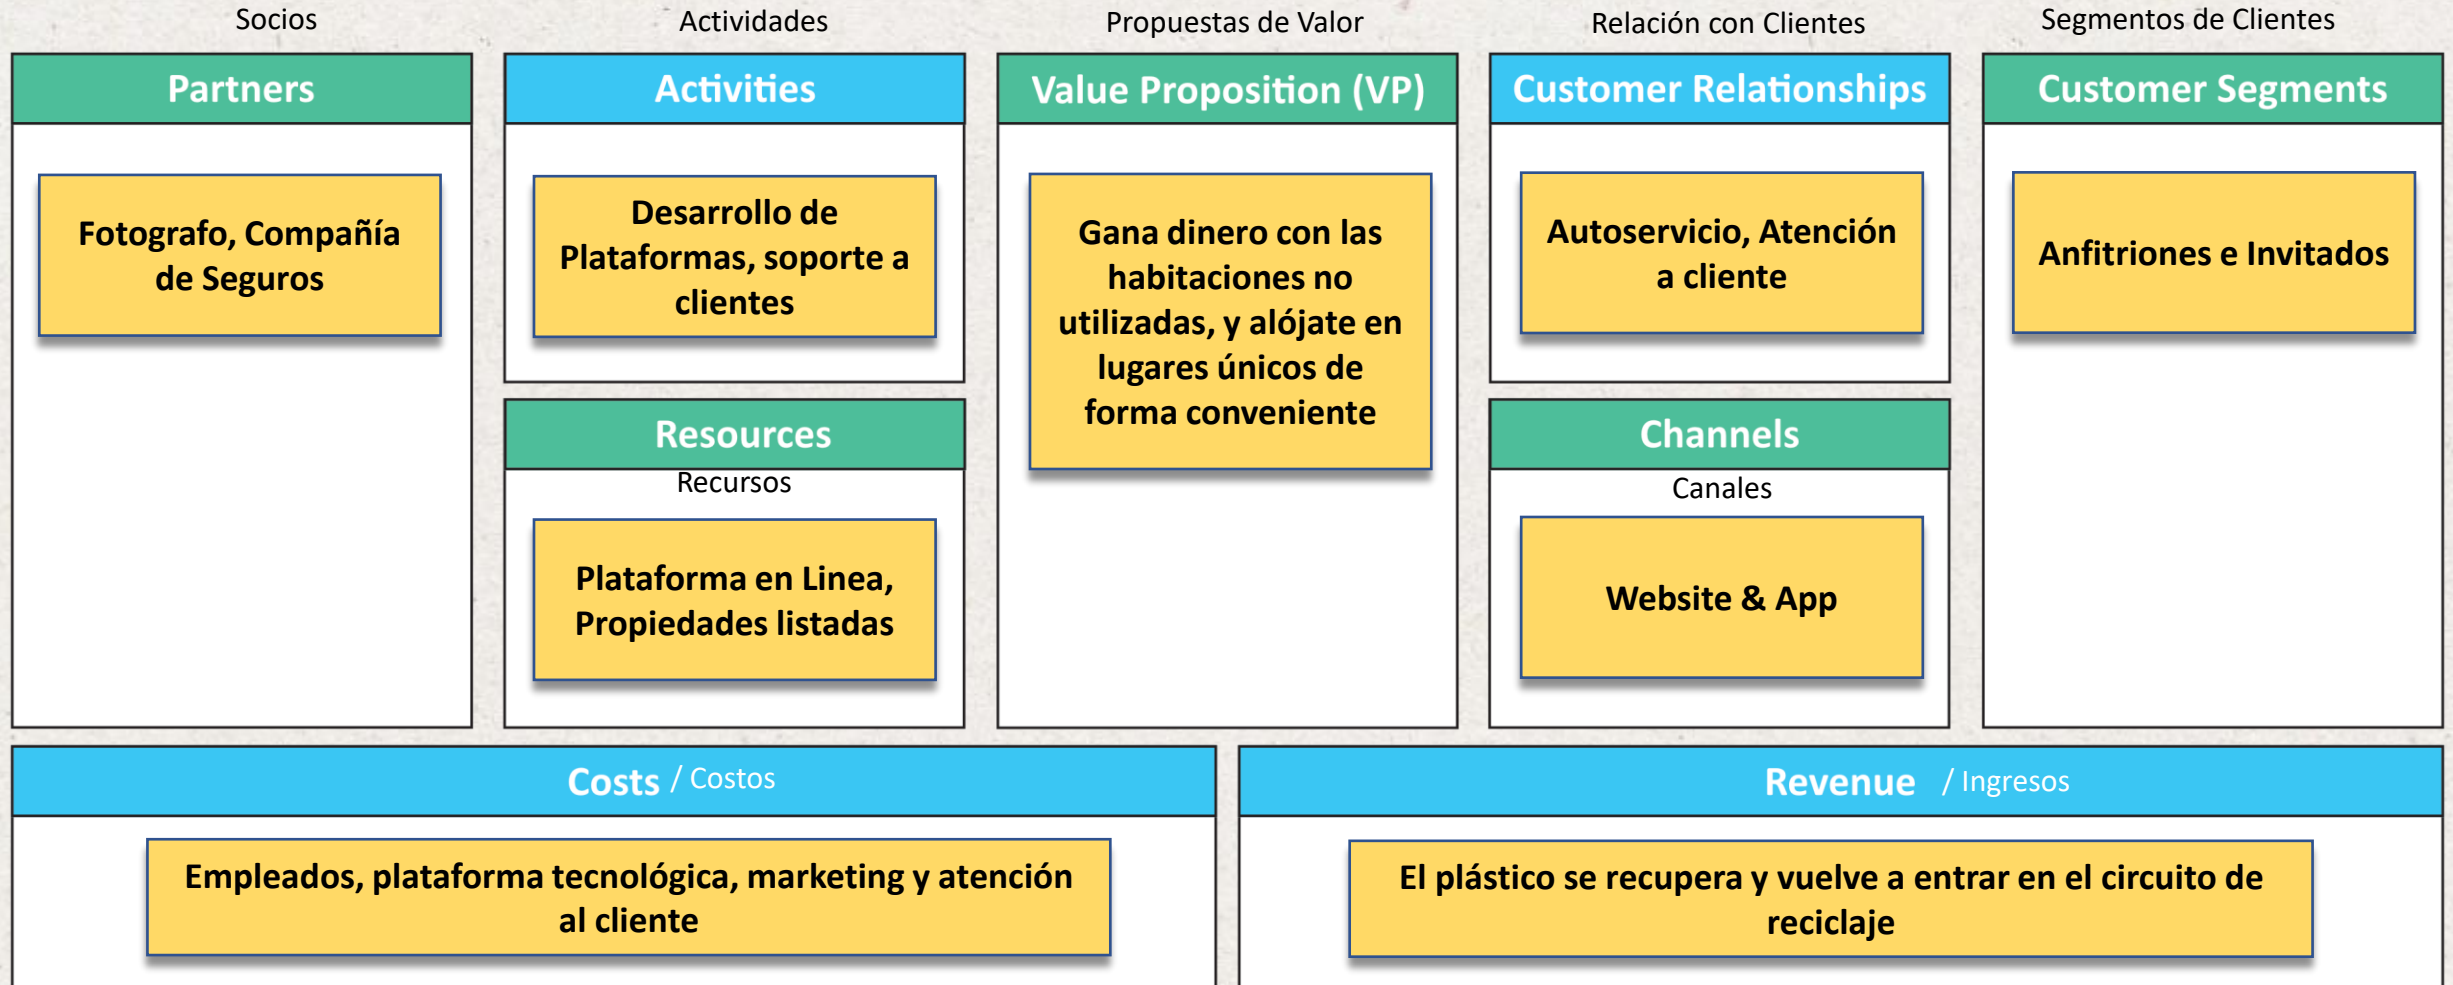 Socios
Actividades
Propuestas de Valor
Relación con Clientes
Segmentos de Clientes
Partners
Activities
Value Proposition (VP)
Customer Relationships
Customer Segments
Fotografo, Compañía
de Seguros
Desarrollo de
Plataformas, soporte a
clientes
Gana dinero con las
habitaciones no
utilizadas, y alójate en
lugares únicos de
forma conveniente
Autoservicio, Atención
a cliente
Anfitriones e Invitados
Resources
Recursos
Plataforma en Linea,
Propiedades listadas
Channels
Canales
Website & App
Costs / Costos
Empleados, plataforma tecnológica, marketing y atención
al cliente
Revenue / Ingresos
El plástico se recupera y vuelve a entrar en el circuito de
reciclaje